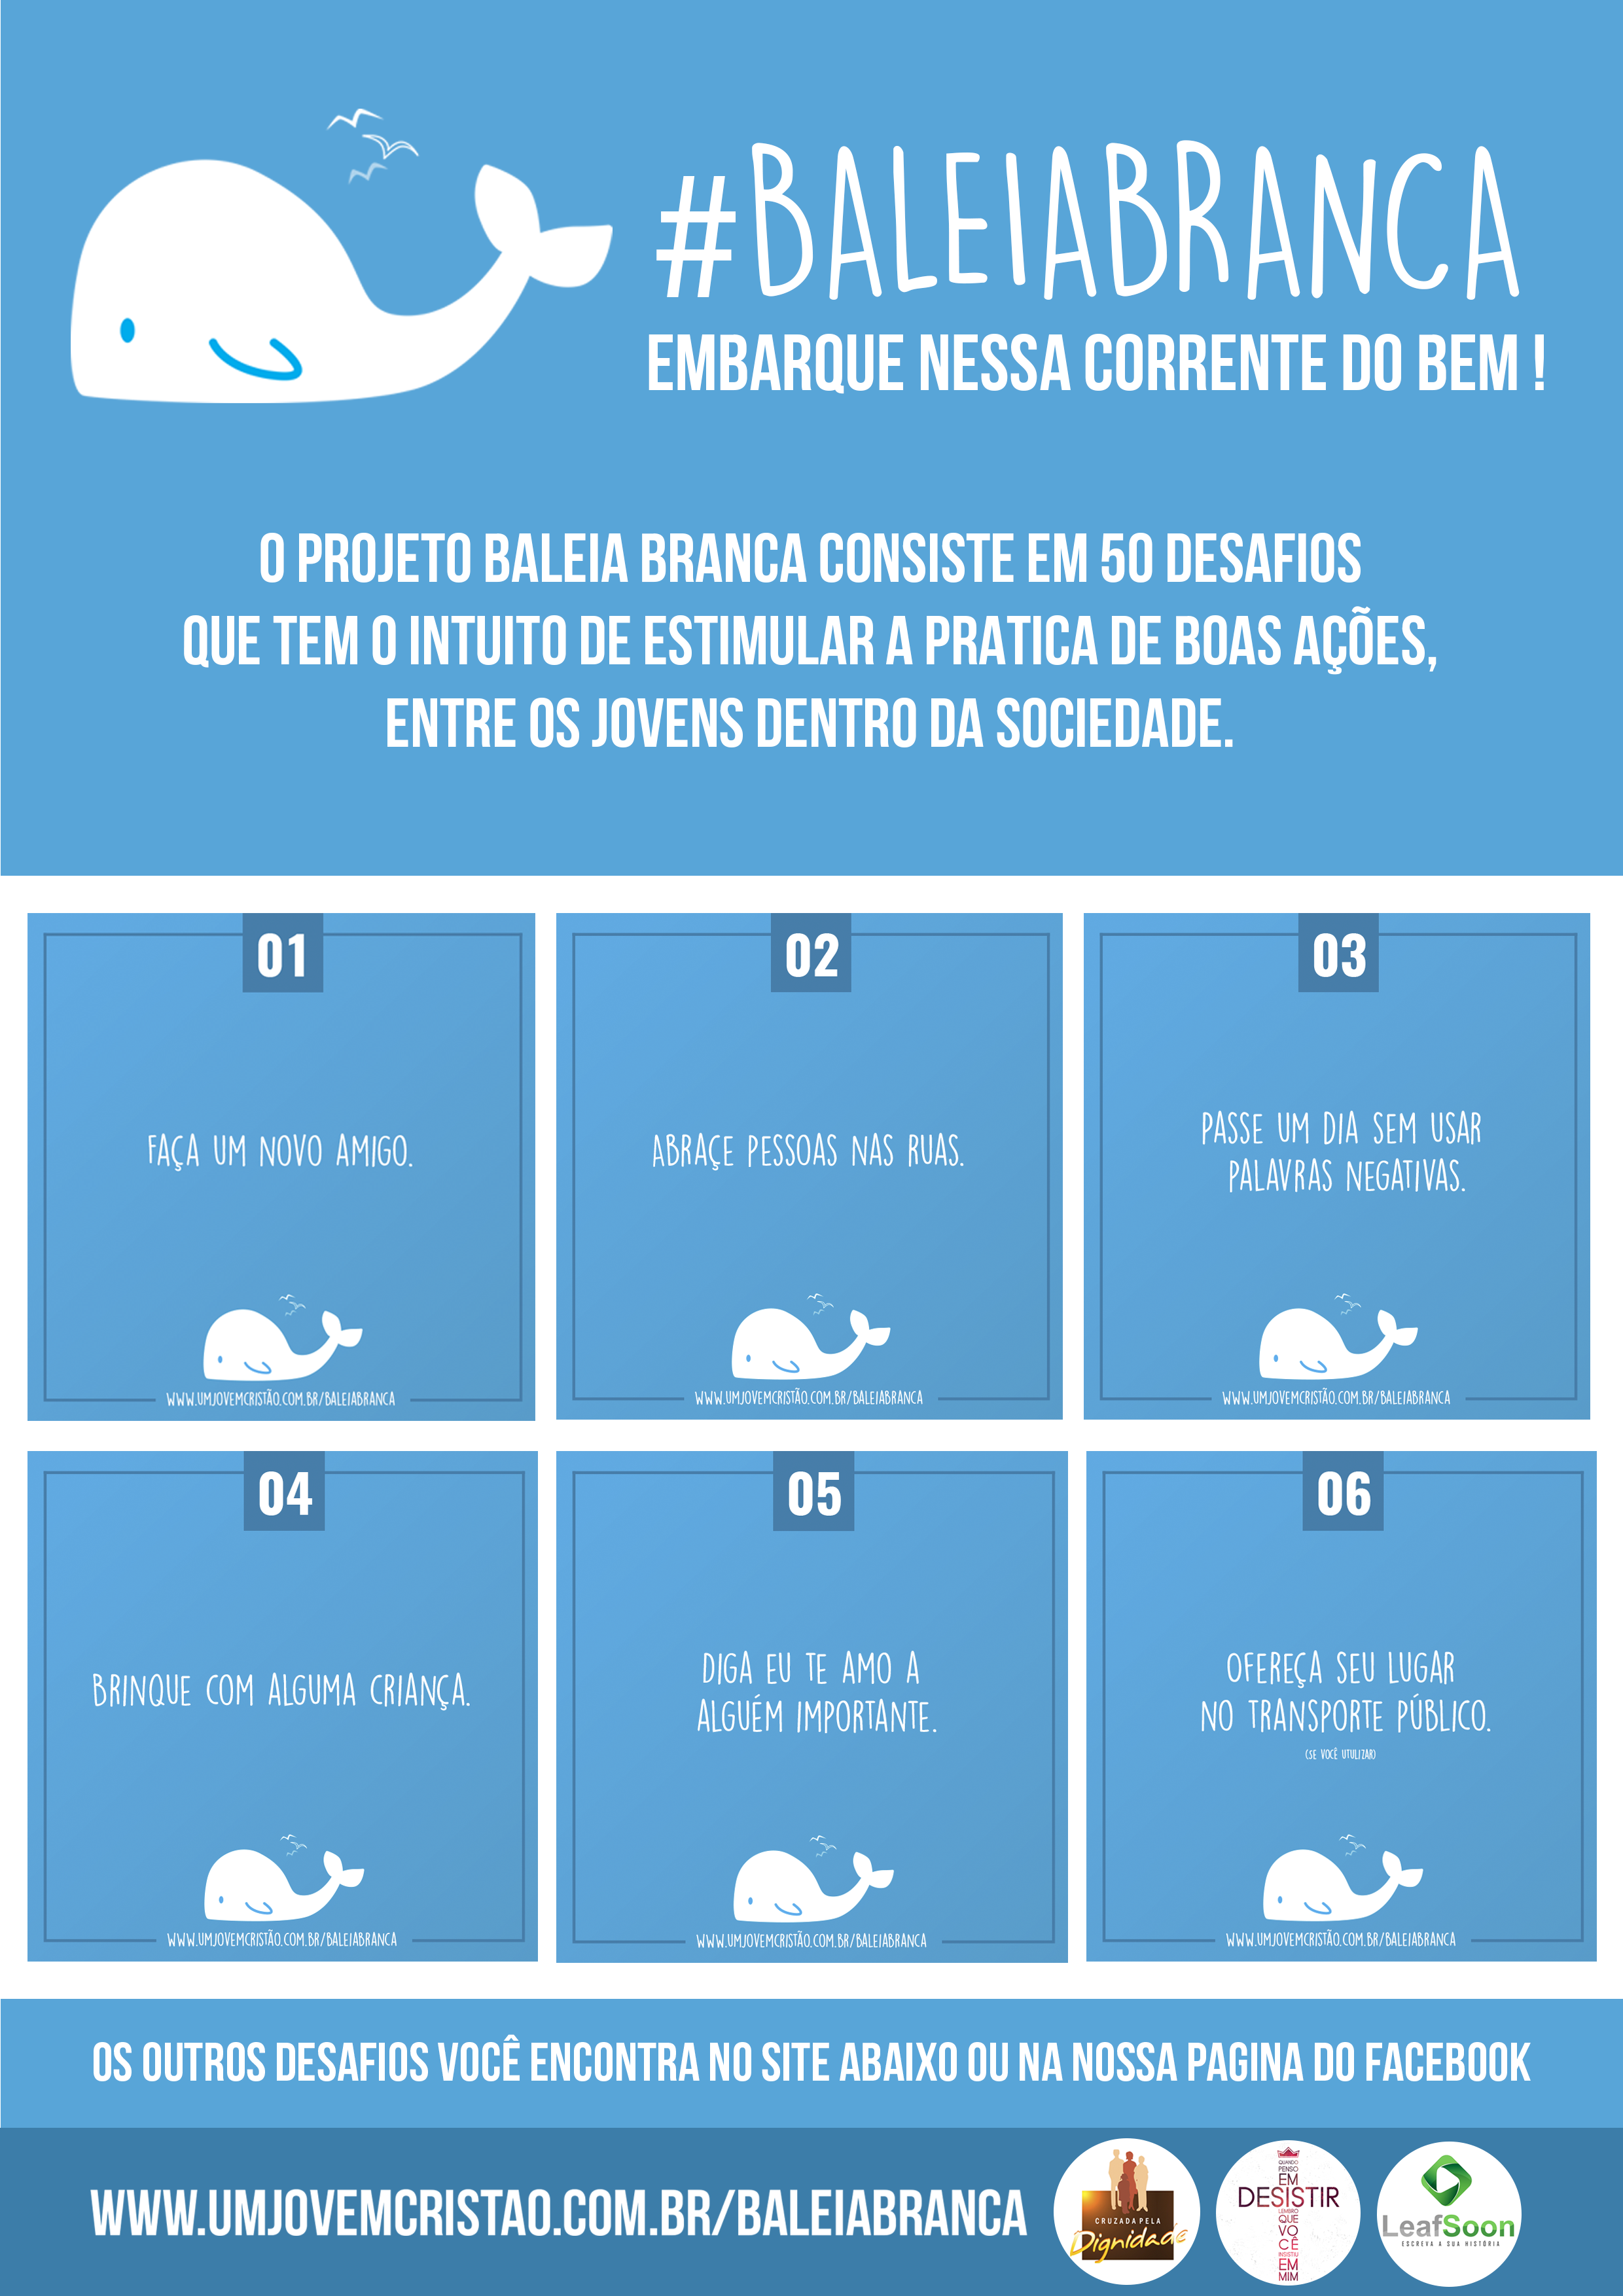 #BALEIABRANCA
EMBARQUE NESSA CORRENTE DO BEM !
O PROJETO BALEIA BRANCA CONSISTE EM 50 DESAFIOS
QUE TEM O INTUITO DE ESTIMULAR A PRATICA DE BOAS AÇÕES,
ENTRE OS JOVENS DENTRO DA SOCIEDADE.
01
FAÇA UM NOVO AMIGO.
WWW.UMJOVEMCRISTÃO.COM.BR/BALEIABRANCA
02
ABRAÇE PESSOAS NAS RUAS.
WWW.UMJOVEMCRISTÃO.COM.BR/BALEIABRANCA
03
PASSE UM DIA SEM USAR
PALAVRAS NEGATIVAS.
WWW.UMJOVEMCRISTÃO.COM.BR/BALEIABRANCA
04
BRINQUE COM ALGUMA CRIANÇA.
WWW.UMJOVEMCRISTÃO.COM.BR/BALEIABRANCA
05
DIGA EU TE AMO A
ALGUÉM IMPORTANTE.
WWW.UMJOVEMCRISTÃO.COM.BR/BALEIABRANCA
06
OFEREÇA SEU LUGAR
NO TRANSPORTE PÚBLICO.
(SE VOCÊ UTULIZAR)
WWW.UMJOVEMCRISTÃO.COM.BR/BALEIABRANCA
OS OUTROS DESAFIOS VOCÊ ENCONTRA NO SITE ABAIXO OU NA NOSSA PAGINA DO FACEBOOK
WWW.UMJOVEMCRISTAO.COM.BR/BALEIABRANCA
CRUZADA PELA
Dignidade
QUANDO
PENSO
EM
DESISTIR
LEMBRO
QUE
VO
CÊ
INSISTIU
EM
MIM
LeafSoon
ESCREVA A SUA HISTÓRIA